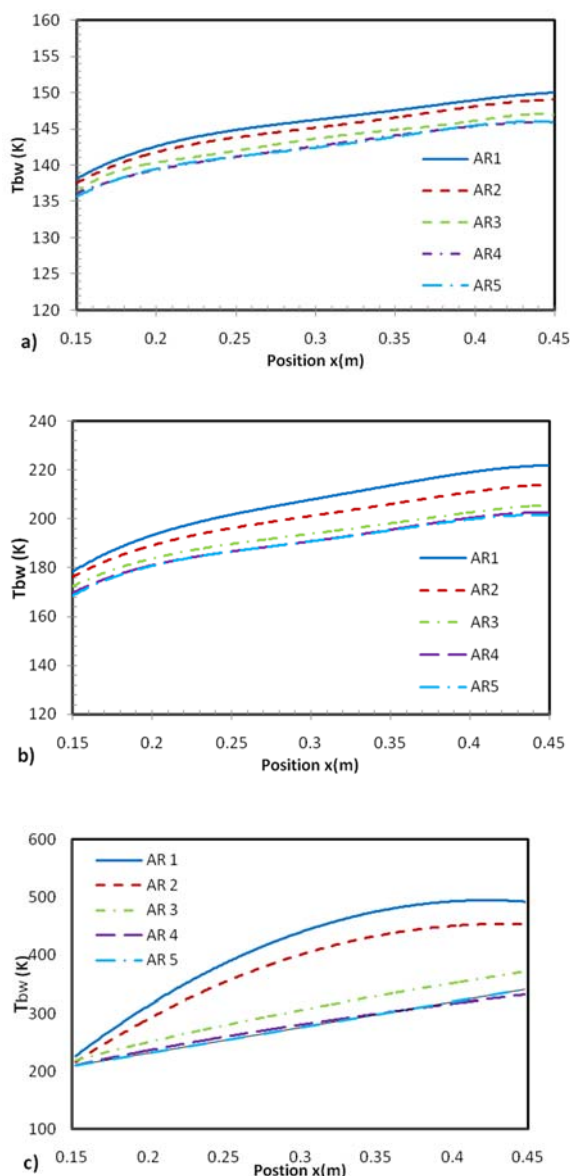 160
155
150
145
140
135
130
125
120
Tbw (K)
AR1
AR2
AR3
AR4
AR5
0.15 0.2 0.25 0.3 0.35 0.4 0.45
a)
Position x(m)
240
220
200
180
160
140
120
Tbw (K)
AR1
AR2
AR3
AR4
AR5
0.15 0.2 0.25 0.3 0.35 0.4 0.45
b)
Position x(m)
600
500
400
300
200
100
Tbw (K)
AR 1
AR 2
AR 3
AR 4
AR 5
0.15 0.2 0.25 0.3 0.35 0.4 0.45
c)
Postion x(m)